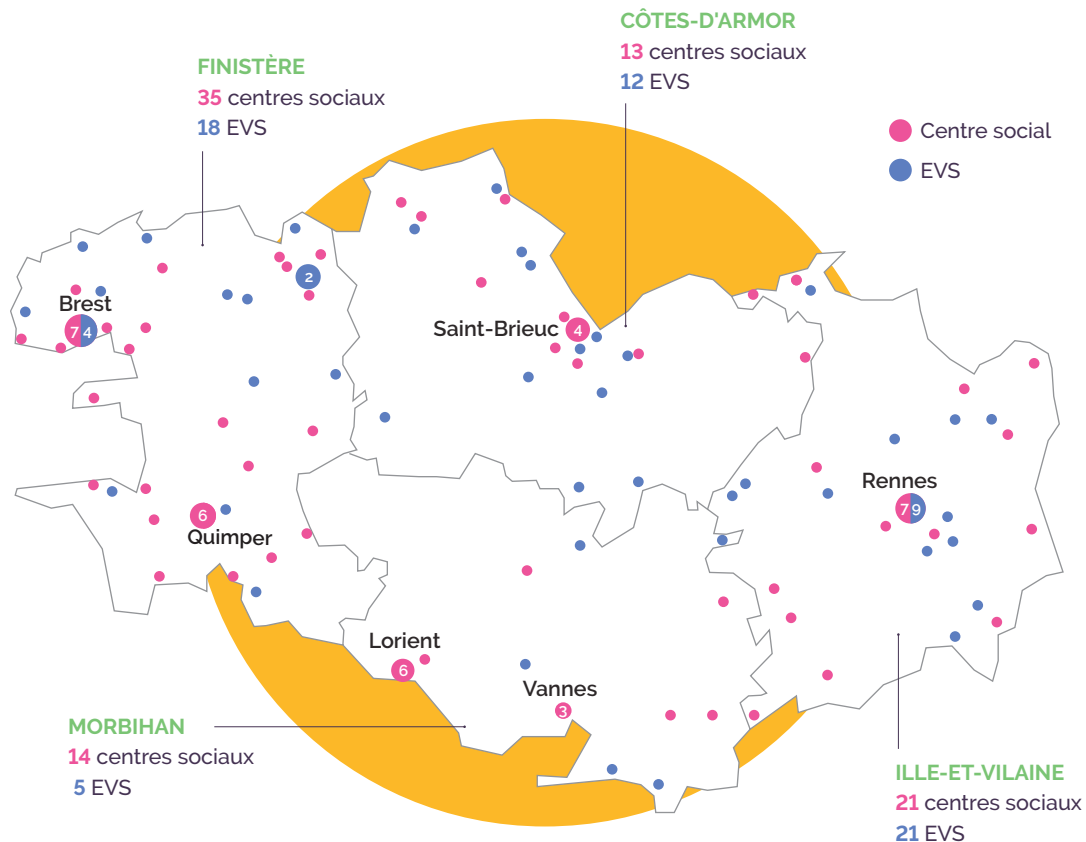 CÔTES-D'ARMOR
13 centres sociaux
12 EVS
FINISTÈRE
35 centres sociaux
18 EVS
Centre social
EVS
2
Brest
7 4
Saint-Brieuc
4
Rennes
7 9
6
Quimper
Lorient
6
Vannes
3
MORBIHAN
14 centres sociaux
5 EVS
ILLE-ET-VILAINE
21 centres sociaux
21 EVS